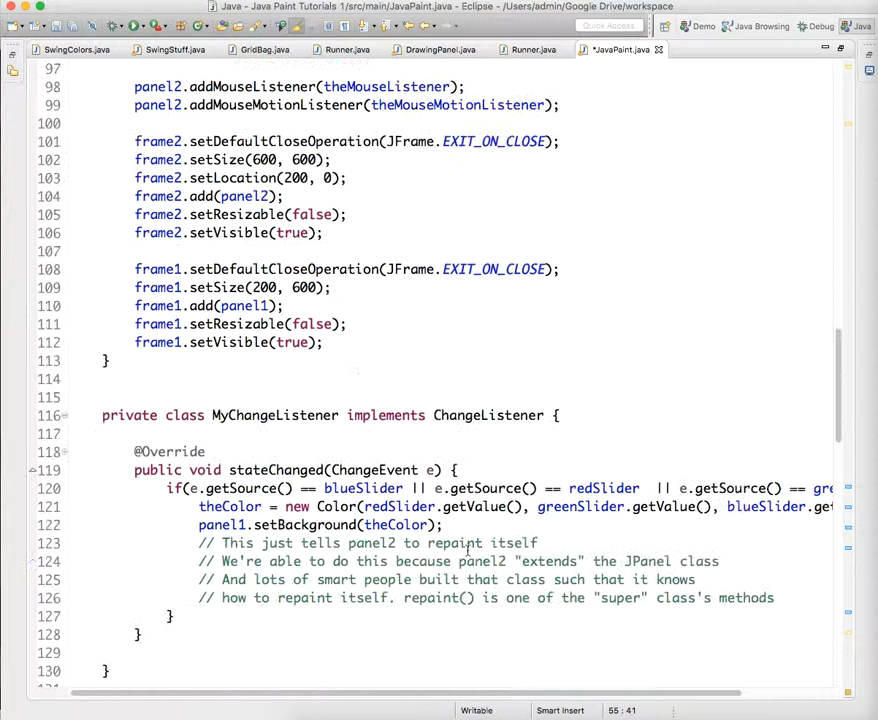 Java - Java Paint Tutorials 1/src/main/JavaPaint.java - Eclipse - /Users/admin/Google Drive/workspace
Quick Access
Demo
Java Browsing
Debug
Java
SwingColors.java
SwingStuff.java
GridBag.java
Runner.java
DrawingPanel.java
Runner.java
*JavaPaint.java
97
98 panel2.addMouseListener(theMouseListener);
99 panel2.addMouseMotionListener(theMouseMotionListener);
100
101 frame2.setDefaultCloseOperation(JFrame.EXIT_ON_CLOSE);
102 frame2.setSize(600, 600);
103 frame2.setLocation(200, 0);
104 frame2.add(panel2);
105 frame2.setResizable(false);
106 frame2.setVisible(true);
107
108 frame1.setDefaultCloseOperation(JFrame.EXIT_ON_CLOSE);
109 frame1.setSize(200, 600);
110 frame1.add(panel1);
111 frame1.setResizable(false);
112 frame1.setVisible(true);
113 }
114
115
116 private class MyChangeListener implements ChangeListener {
117
118 @Override
119 public void stateChanged(ChangeEvent e) {
120 if(e.getSource() == blueSlider || e.getSource() == redSlider || e.getSource() == gre
121 theColor = new Color(redSlider.getValue(), greenSlider.getValue(), blueSlider.get
122 panel1.setBackground(theColor);
123 // This just tells panel2 to repaint itself
124 // We're able to do this because panel2 "extends" the JPanel class
125 // And lots of smart people built that class such that it knows
126 // how to repaint itself. repaint() is one of the "super" class's methods
127 }
128 }
129
130 }
Writable
Smart Insert
55 : 41